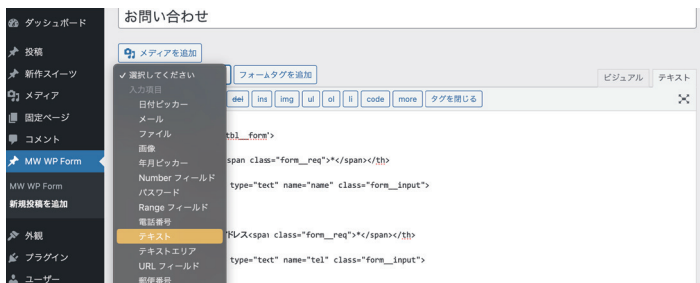 ダッシュボード
投稿
新作スイーツ
メディア
固定ページ
コメント
MW WP Form
MW WP Form
新規投稿を追加
外観
プラグイン
ユーザー
お問い合わせ
メディアを追加
フォームタグを追加
ビジュアル テキスト
del ins img ul ol li code more タグを閉じる
✓ 選択してください
入力項目
日付ピッカー
メール
ファイル
画像
年月ピッカー
Number フィールド
パスワード
Range フィールド
電話番号
テキスト
テキストエリア
URL フィールド
郵便番号
tbl__form'>
span class="form__req">*</span></th>
type="text" name="name" class="form__input">
ドレス<span class="form__req">*</span></th>
type="text" name="tel" class="form__input">